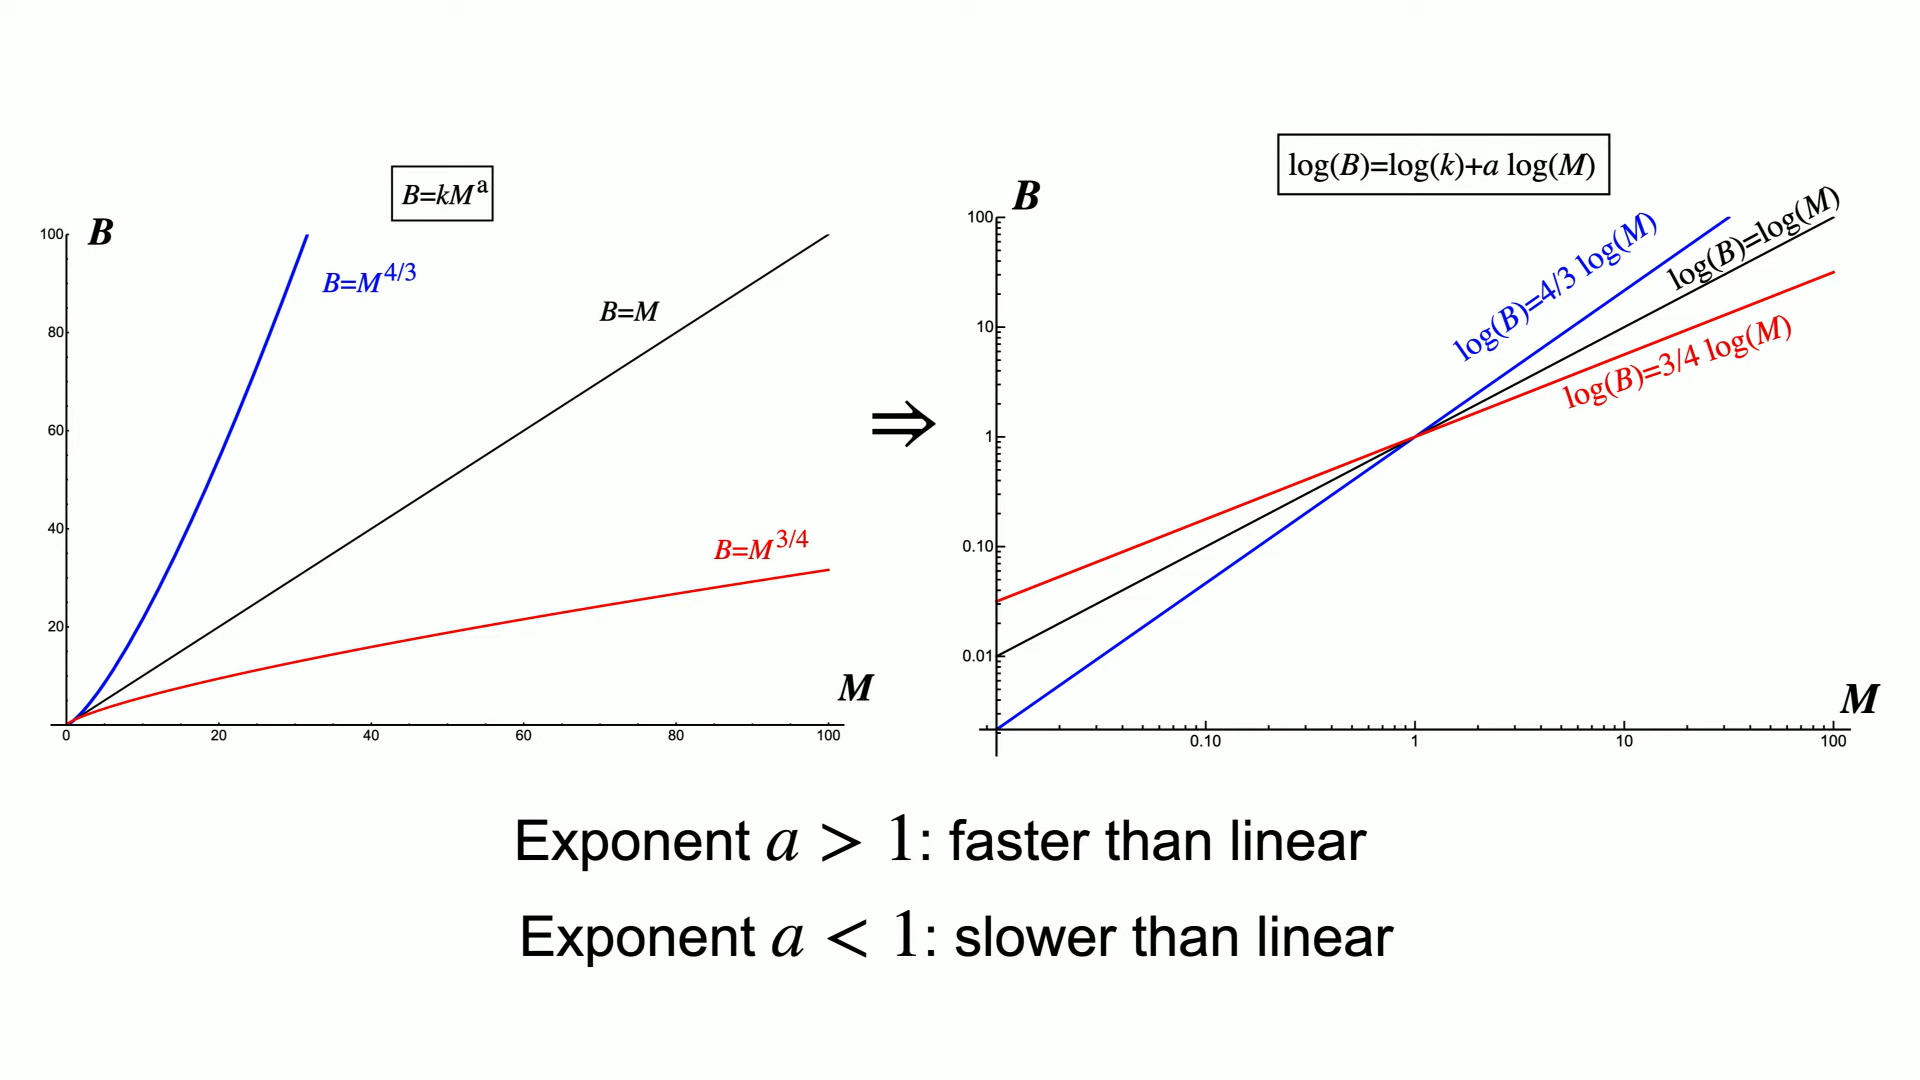 B=kMᵃ
B
100
80
60
40
20
0
20
40
60
80
100
M
B=M^4/3
B=M
B=M^3/4
⇒
log(B)=log(k)+a log(M)
B
100
10
1
0.10
0.01
0.10
1
10
100
M
log(B)=4/3 log(M)
log(B)=log(M)
log(B)=3/4 log(M)
Exponent a > 1: faster than linear
Exponent a < 1: slower than linear